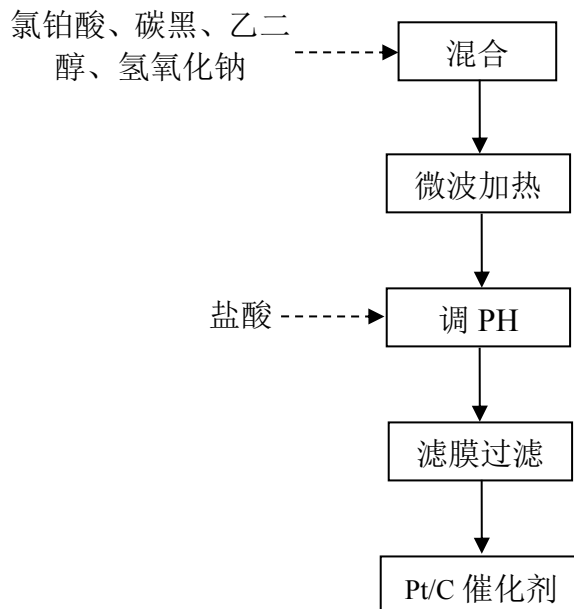 氯铂酸、碳黑、乙二
醇、氢氧化钠
混合
微波加热
盐酸
调 PH
滤膜过滤
Pt/C 催化剂